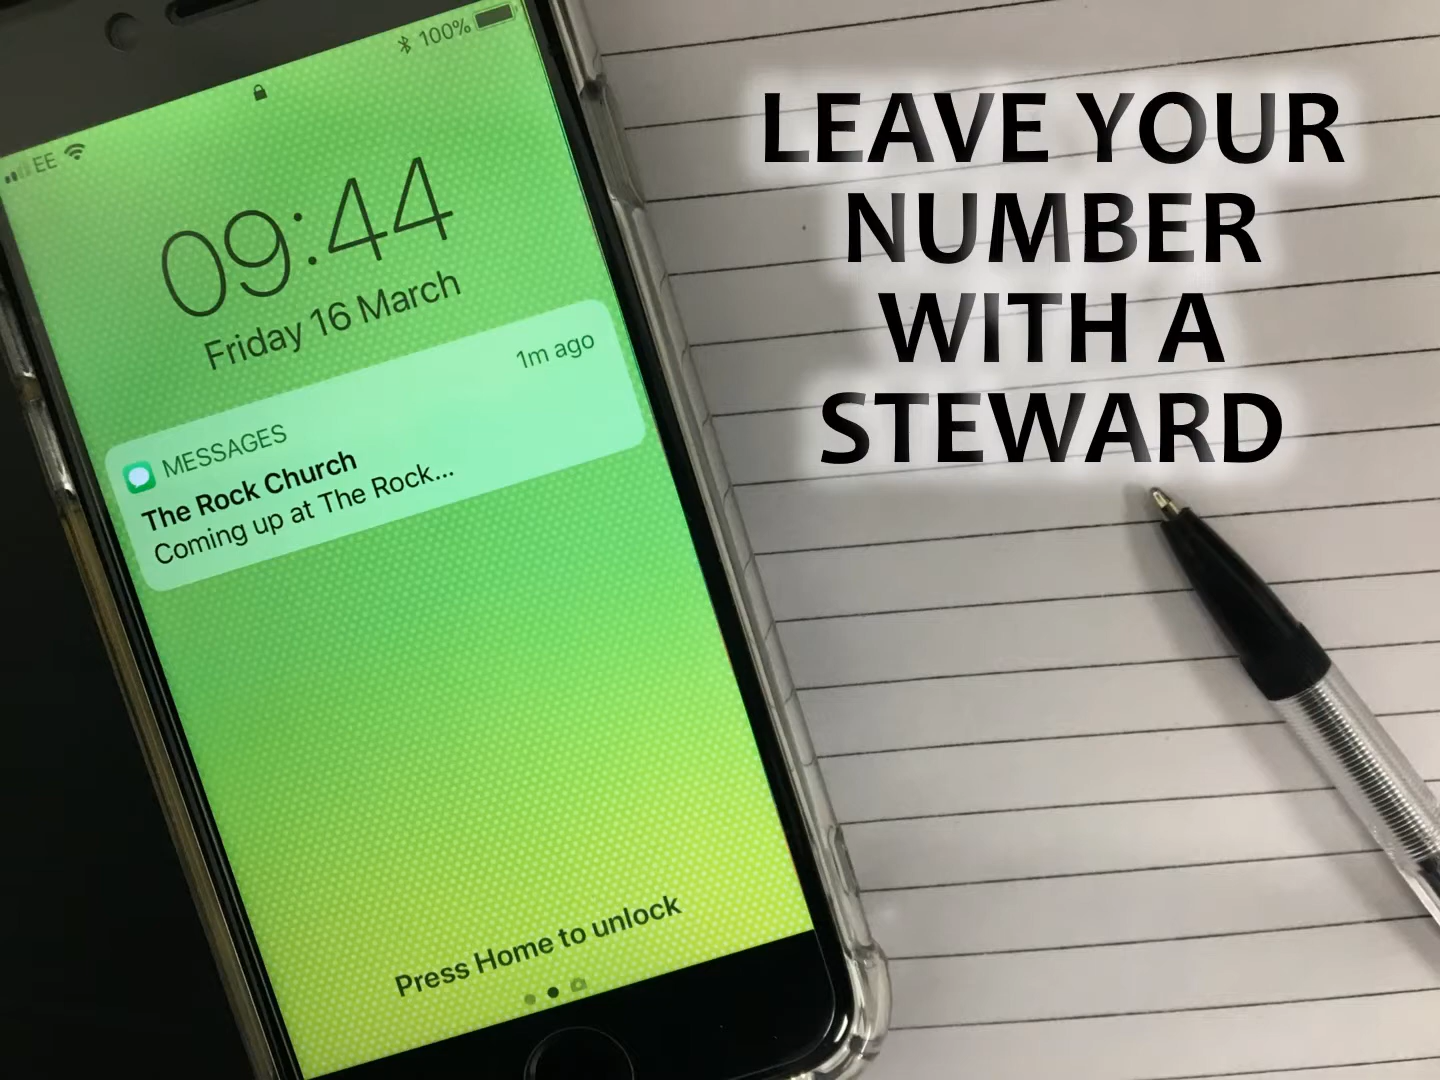 EE
100%
09:44
Friday 16 March
MESSAGES
1m ago
The Rock Church
Coming up at The Rock...
Press Home to unlock
LEAVE YOUR
NUMBER
WITH A
STEWARD